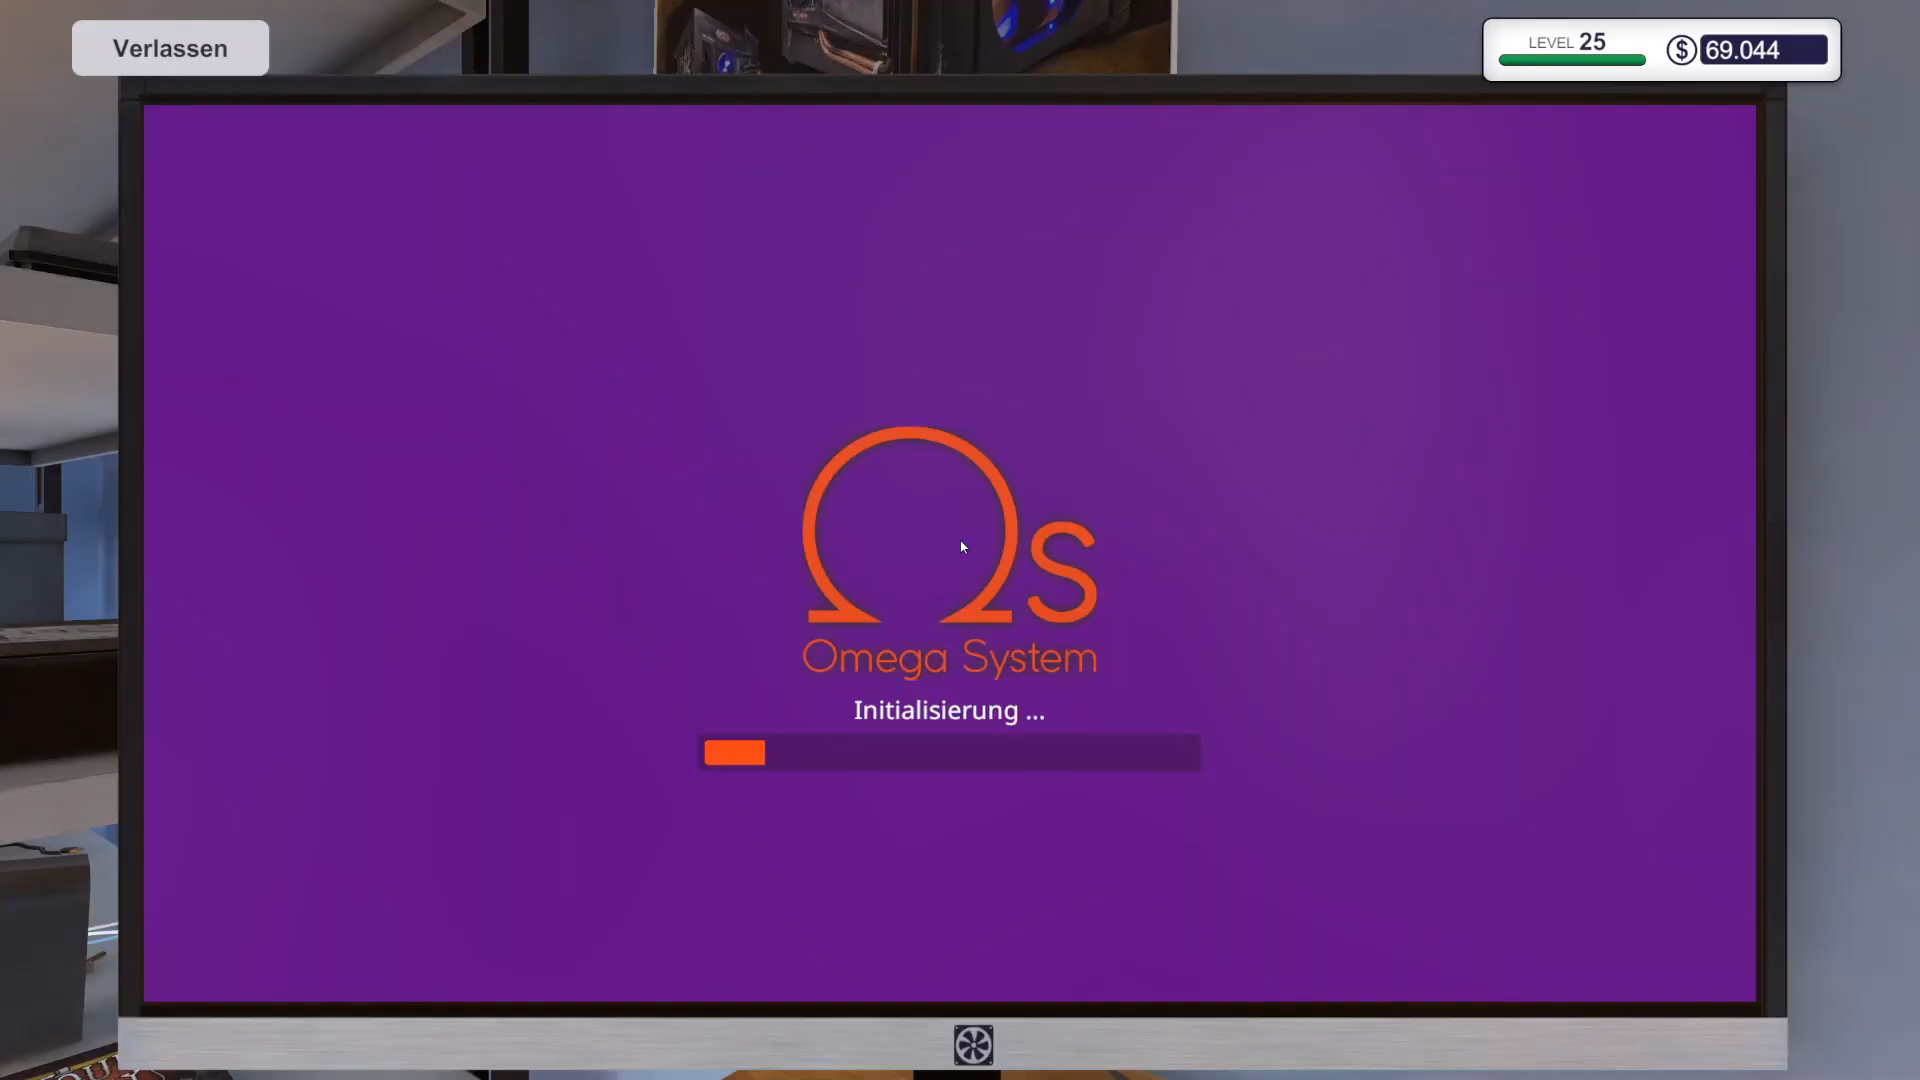 Verlassen
LEVEL 25
$ 69.044
Ωs
Omega System
Initialisierung ...